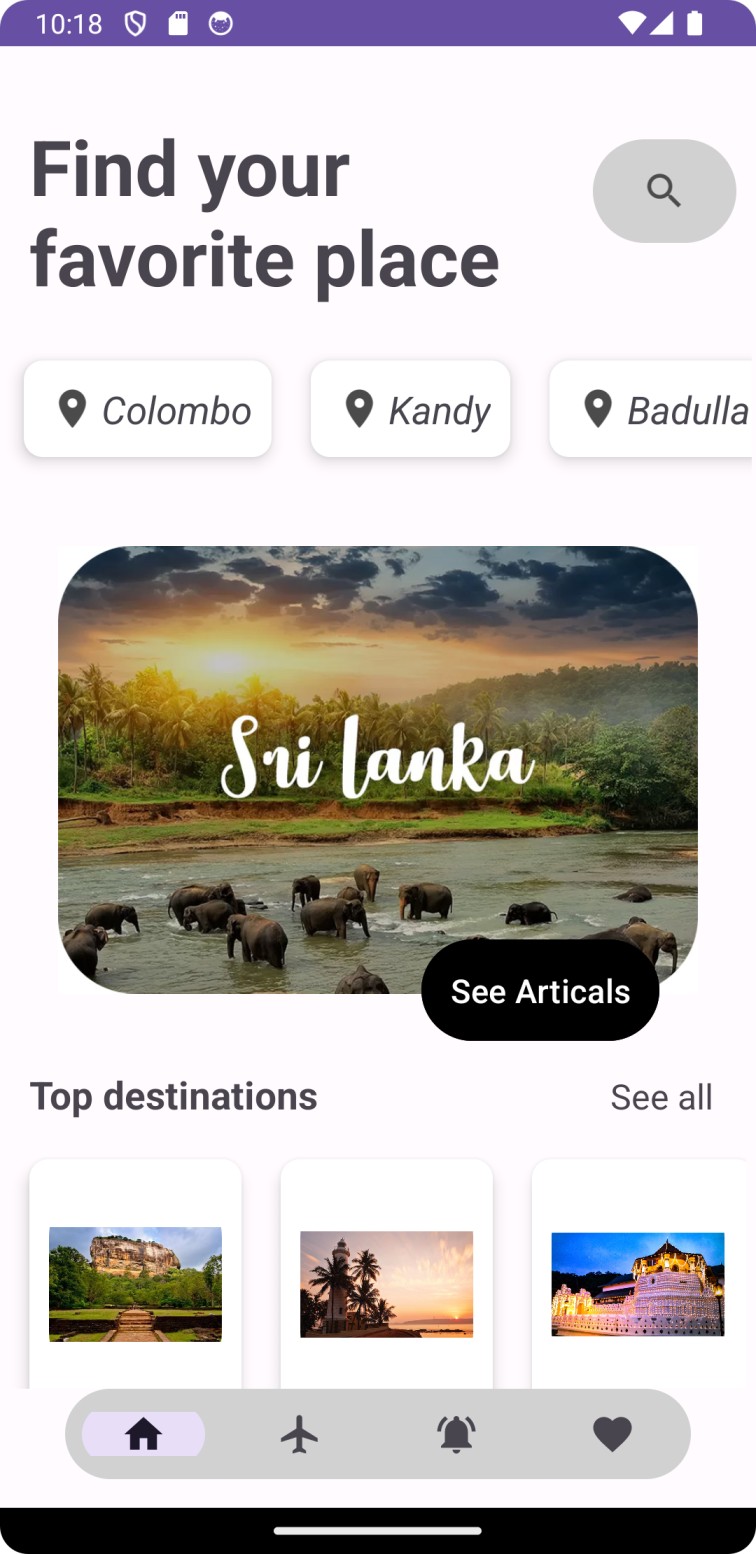 10:18
Find your
favorite place
Colombo
Kandy
Badulla
Sri lanka
See Articals
Top destinations
See all